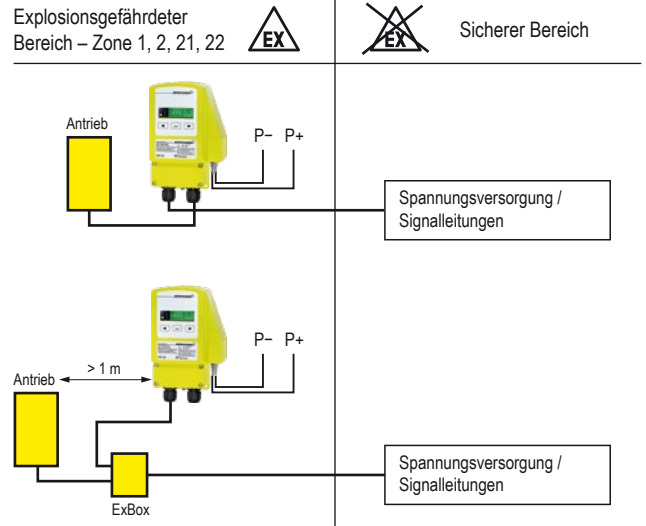 Explosionsgefährdeter
Bereich – Zone 1, 2, 21, 22
EX
EX
Sicherer Bereich
Antrieb
P– P+
Spannungsversorgung /
Signalleitungen
P– P+
> 1 m
Antrieb
Spannungsversorgung /
Signalleitungen
ExBox